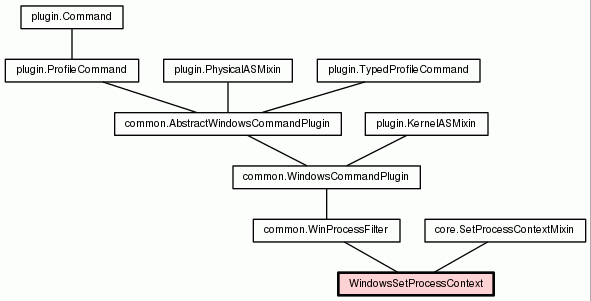 plugin.Command
plugin.ProfileCommand
plugin.PhysicalASMixin
plugin.TypedProfileCommand
common.AbstractWindowsCommandPlugin
plugin.KernelASMixin
common.WindowsCommandPlugin
common.WinProcessFilter
core.SetProcessContextMixin
WindowsSetProcessContext